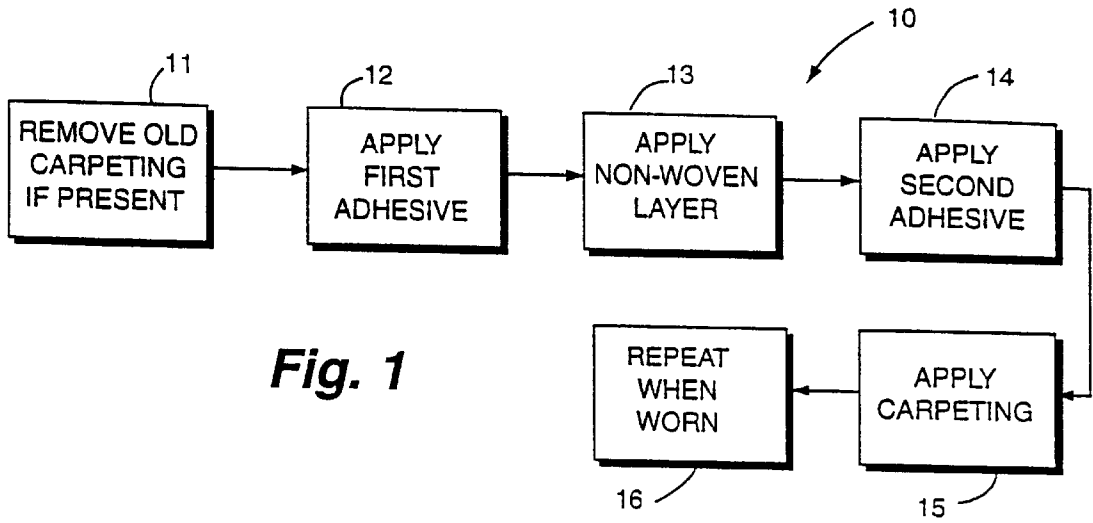 10
11
REMOVE OLD
CARPETING
IF PRESENT
12
APPLY
FIRST
ADHESIVE
13
APPLY
NON-WOVEN
LAYER
14
APPLY
SECOND
ADHESIVE
APPLY
CARPETING
15
REPEAT
WHEN
WORN
16
Fig. 1